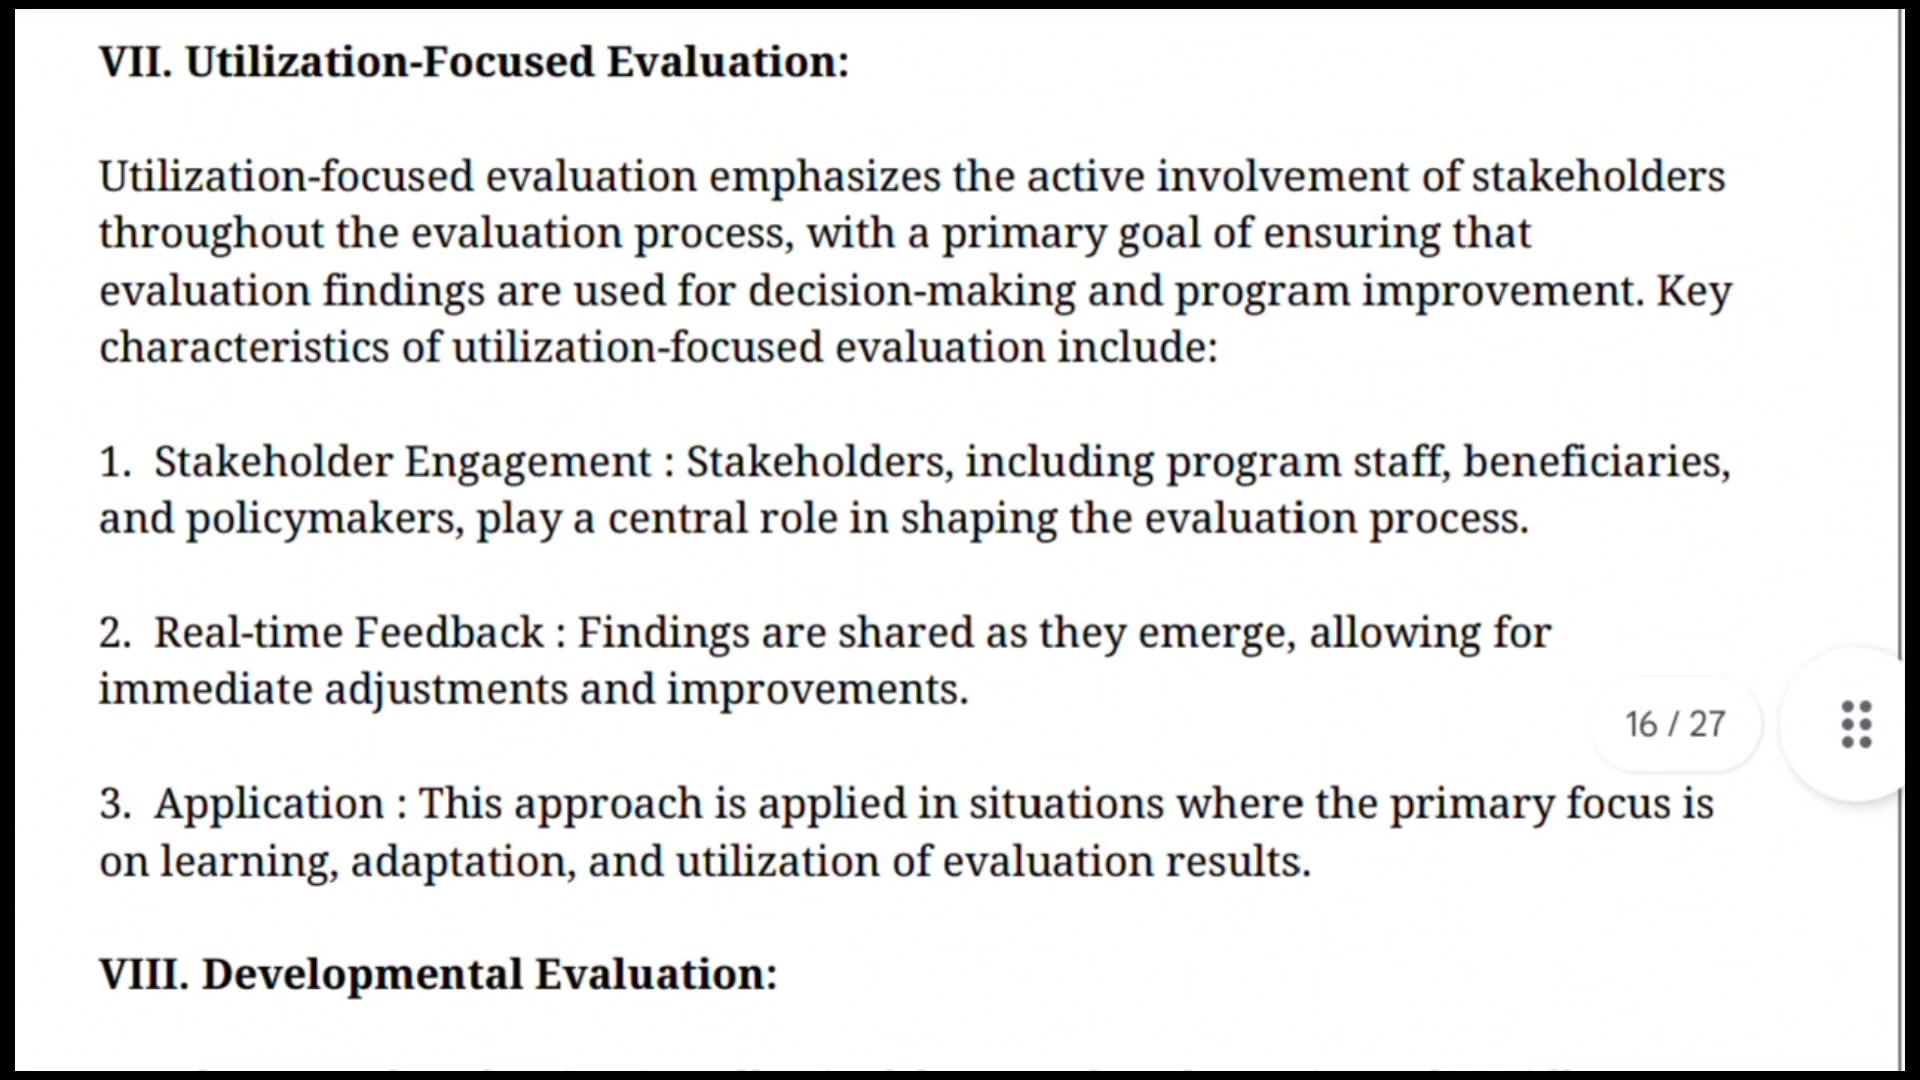 VII. Utilization-Focused Evaluation:
Utilization-focused evaluation emphasizes the active involvement of stakeholders
throughout the evaluation process, with a primary goal of ensuring that
evaluation findings are used for decision-making and program improvement. Key
characteristics of utilization-focused evaluation include:
1. Stakeholder Engagement : Stakeholders, including program staff, beneficiaries,
and policymakers, play a central role in shaping the evaluation process.
2. Real-time Feedback : Findings are shared as they emerge, allowing for
immediate adjustments and improvements.
16 / 27
3. Application : This approach is applied in situations where the primary focus is
on learning, adaptation, and utilization of evaluation results.
VIII. Developmental Evaluation: